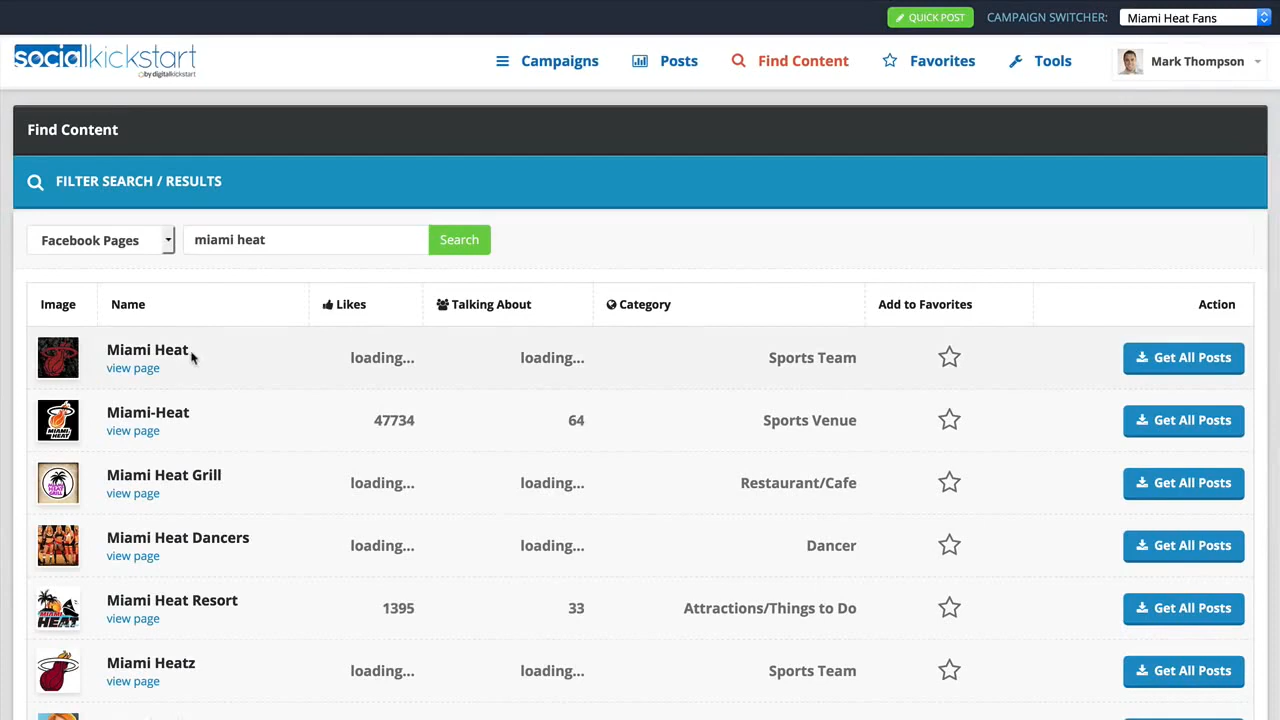 QUICK POST CAMPAIGN SWITCHER: Miami Heat Fans
socialkickstart
by digitalkickstart
Campaigns Posts Find Content Favorites Tools Mark Thompson
Find Content
FILTER SEARCH / RESULTS
Facebook Pages miami heat Search
Image Name Likes Talking About Category Add to Favorites Action
Miami Heat loading... loading... Sports Team Get All Posts
view page
Miami-Heat 47734 64 Sports Venue Get All Posts
view page
Miami Heat Grill loading... loading... Restaurant/Cafe Get All Posts
view page
Miami Heat Dancers loading... loading... Dancer Get All Posts
view page
Miami Heat Resort 1395 33 Attractions/Things to Do Get All Posts
view page
Miami Heatz loading... loading... Sports Team Get All Posts
view page